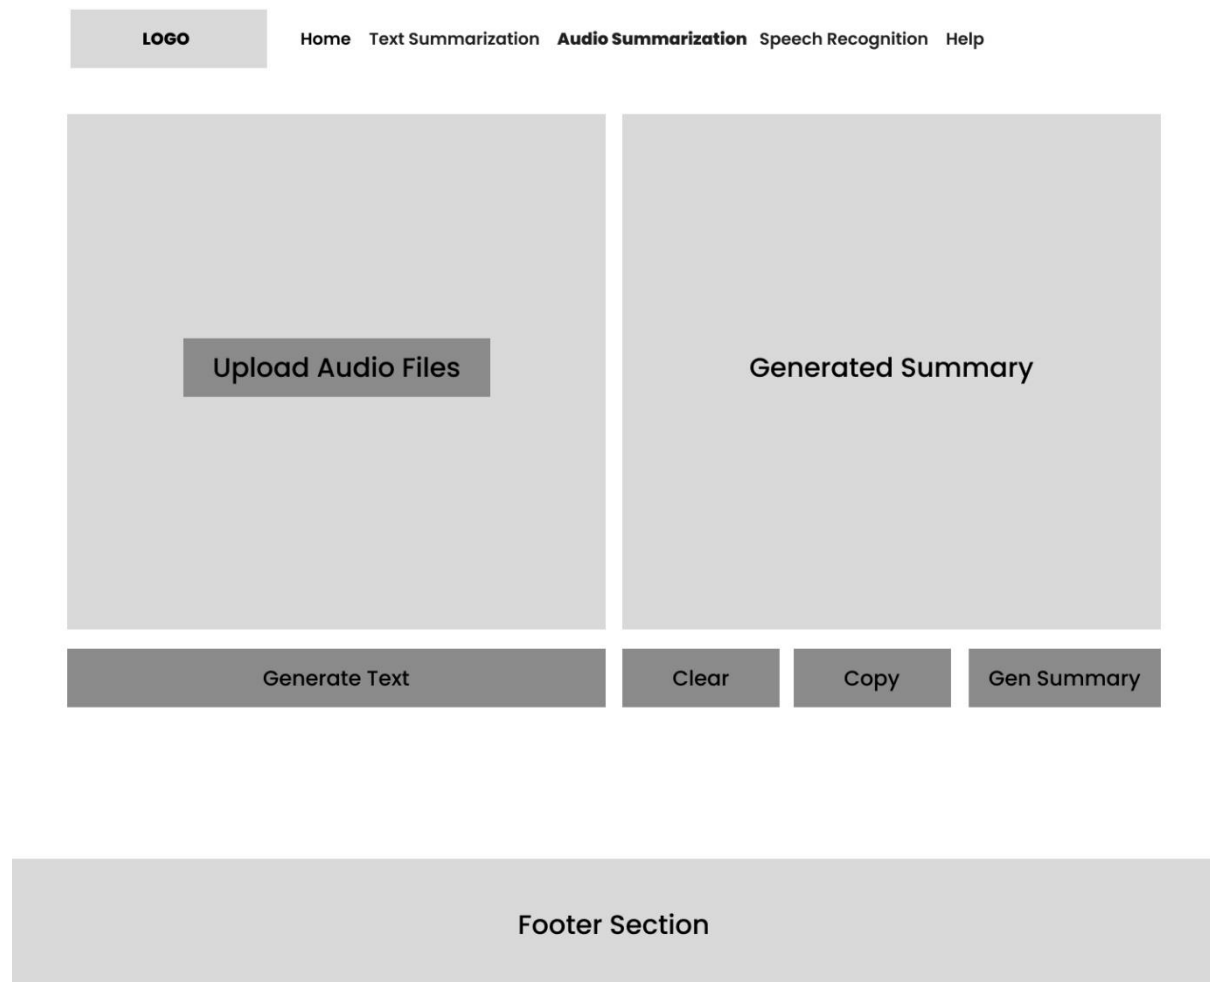 LOGO Home Text Summarization Audio Summarization Speech Recognition Help
Upload Audio Files
Generated Summary
Generate Text
Clear
Copy
Gen Summary
Footer Section